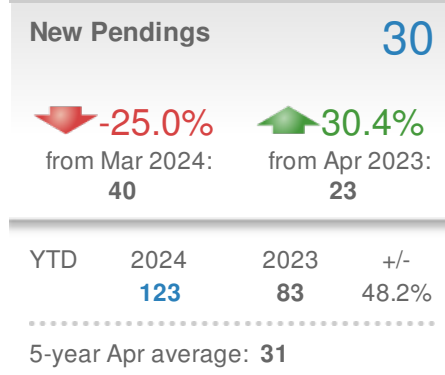 New Pendings 30
-25.0% 30.4%
from Mar 2024: from Apr 2023:
40 23
YTD 2024 2023 +/-
123 83 48.2%
5-year Apr average: 31